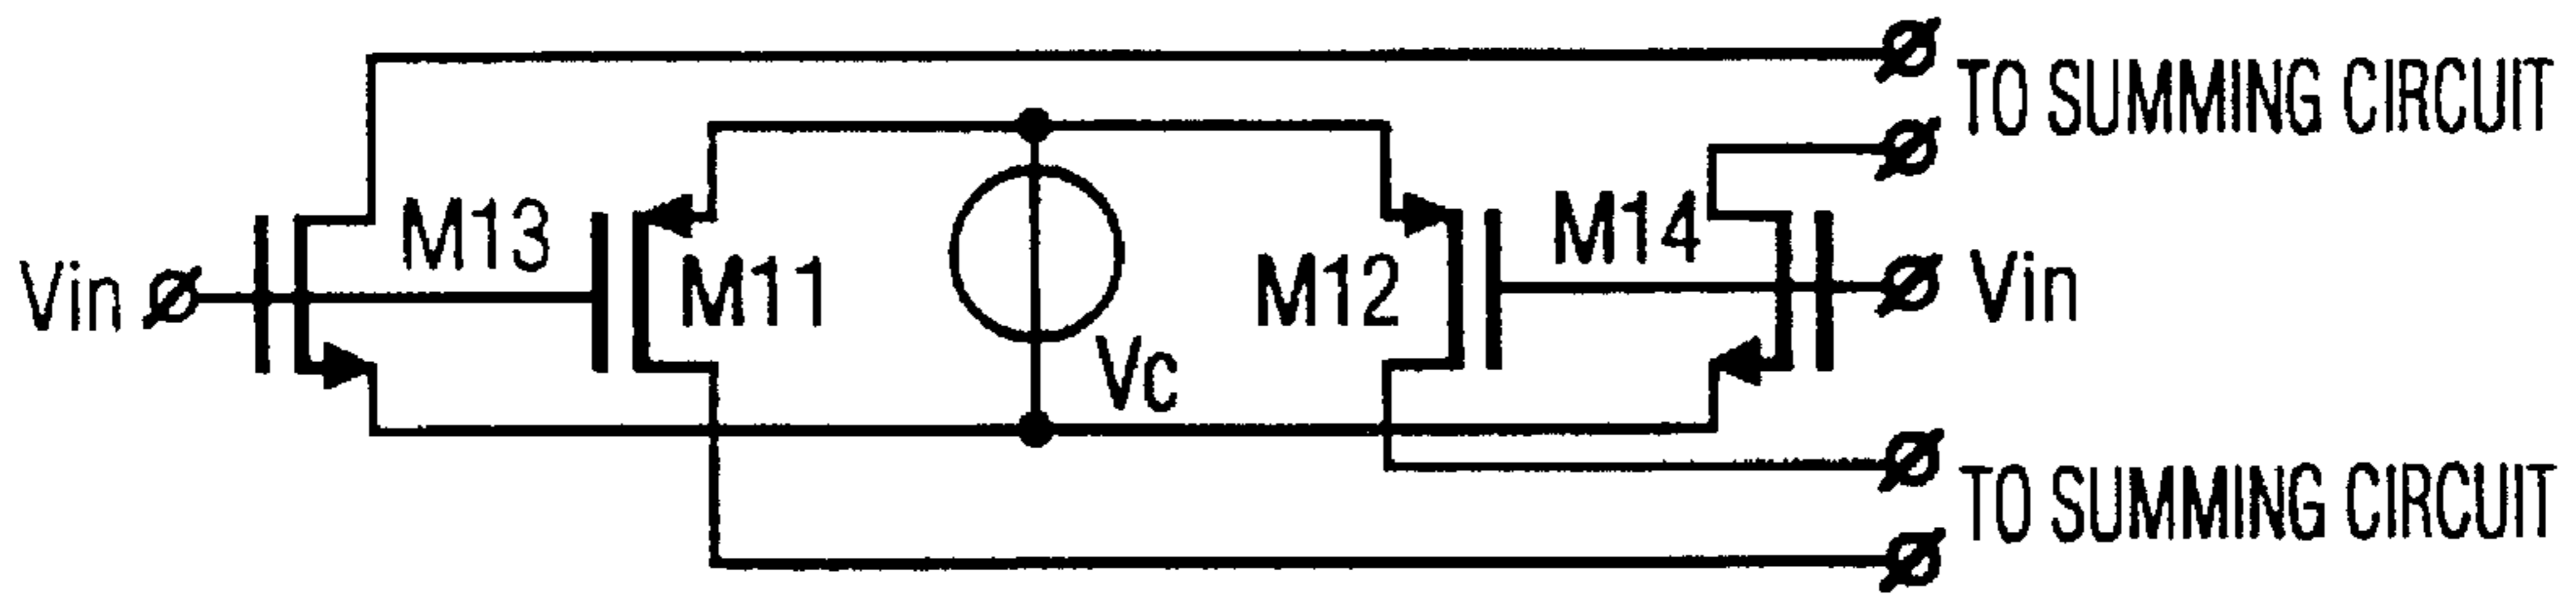 TO SUMMING CIRCUIT
M13
M14
Vin
M11
M12
Vin
Vc
TO SUMMING CIRCUIT